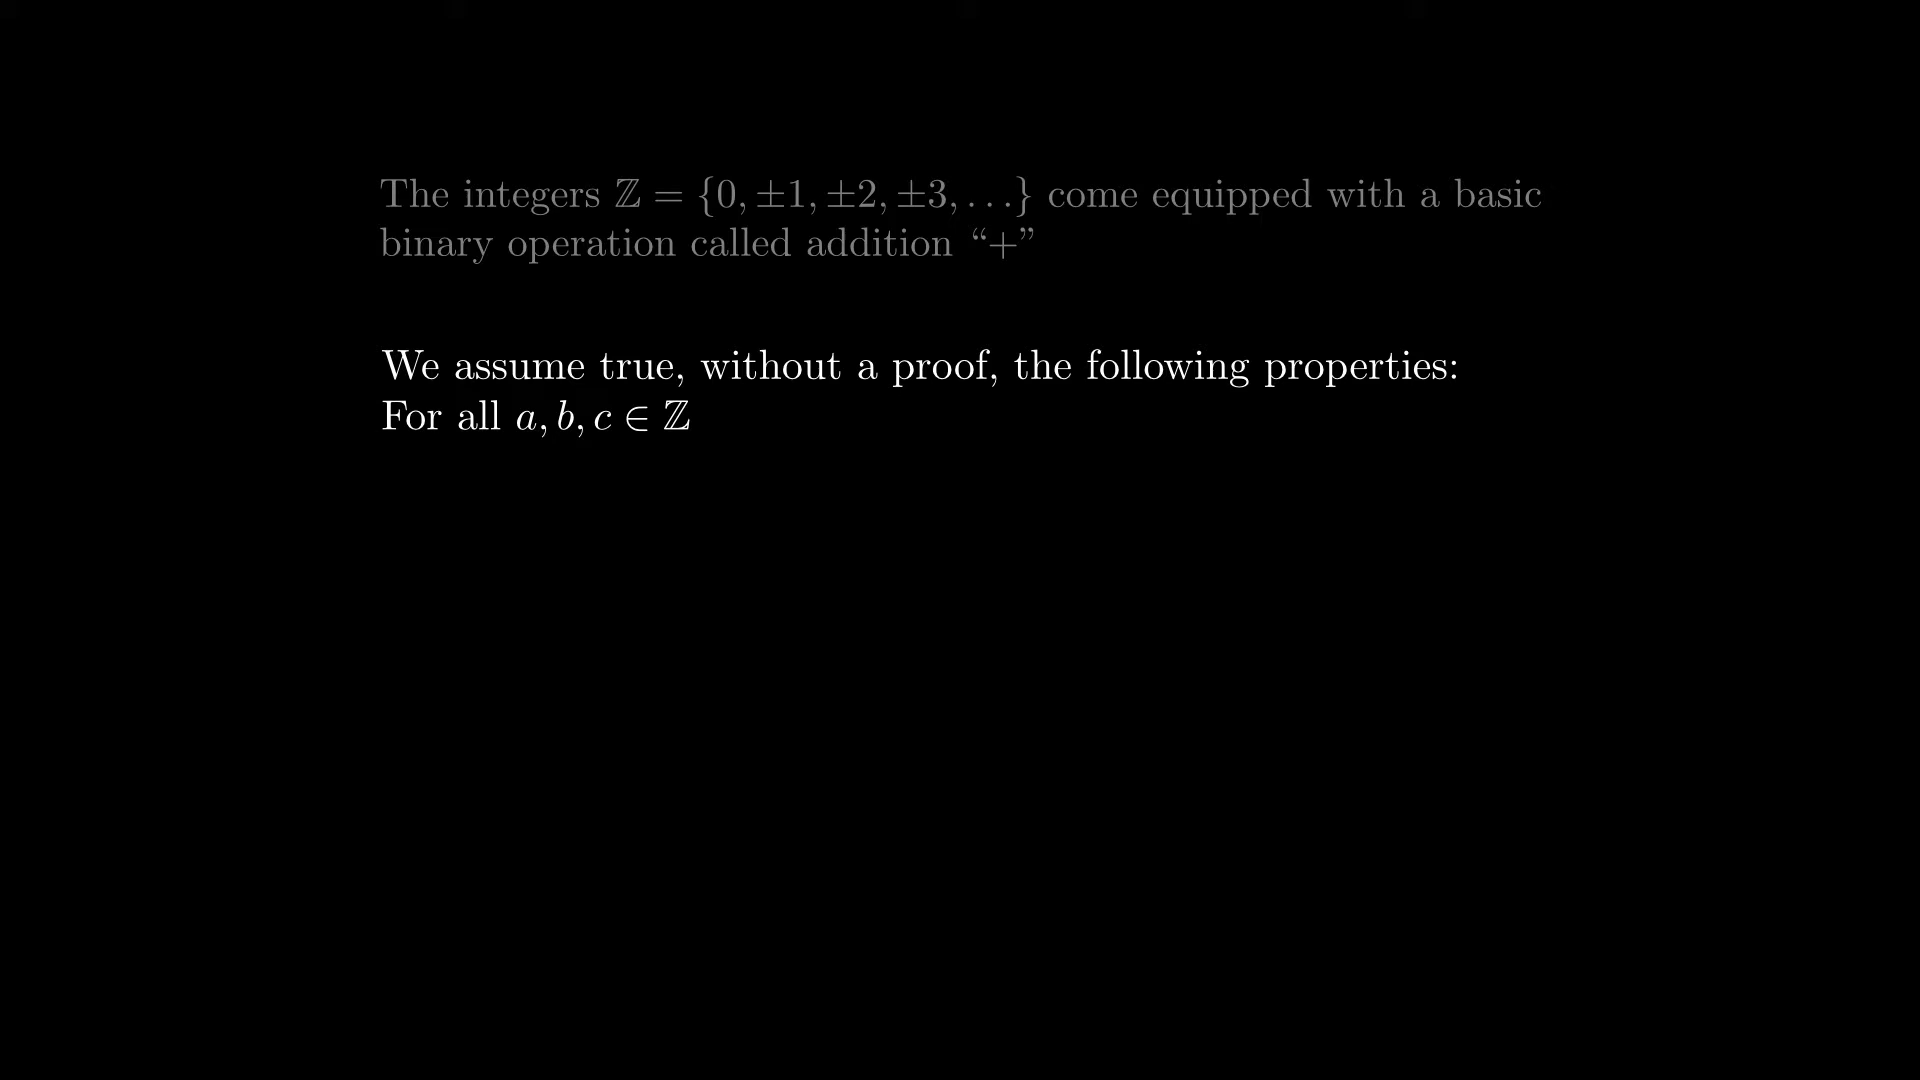 The integers ℤ = {0, ±1, ±2, ±3, . . .} come equipped with a basic
binary operation called addition “+”
We assume true, without a proof, the following properties:
For all a, b, c ∈ ℤ